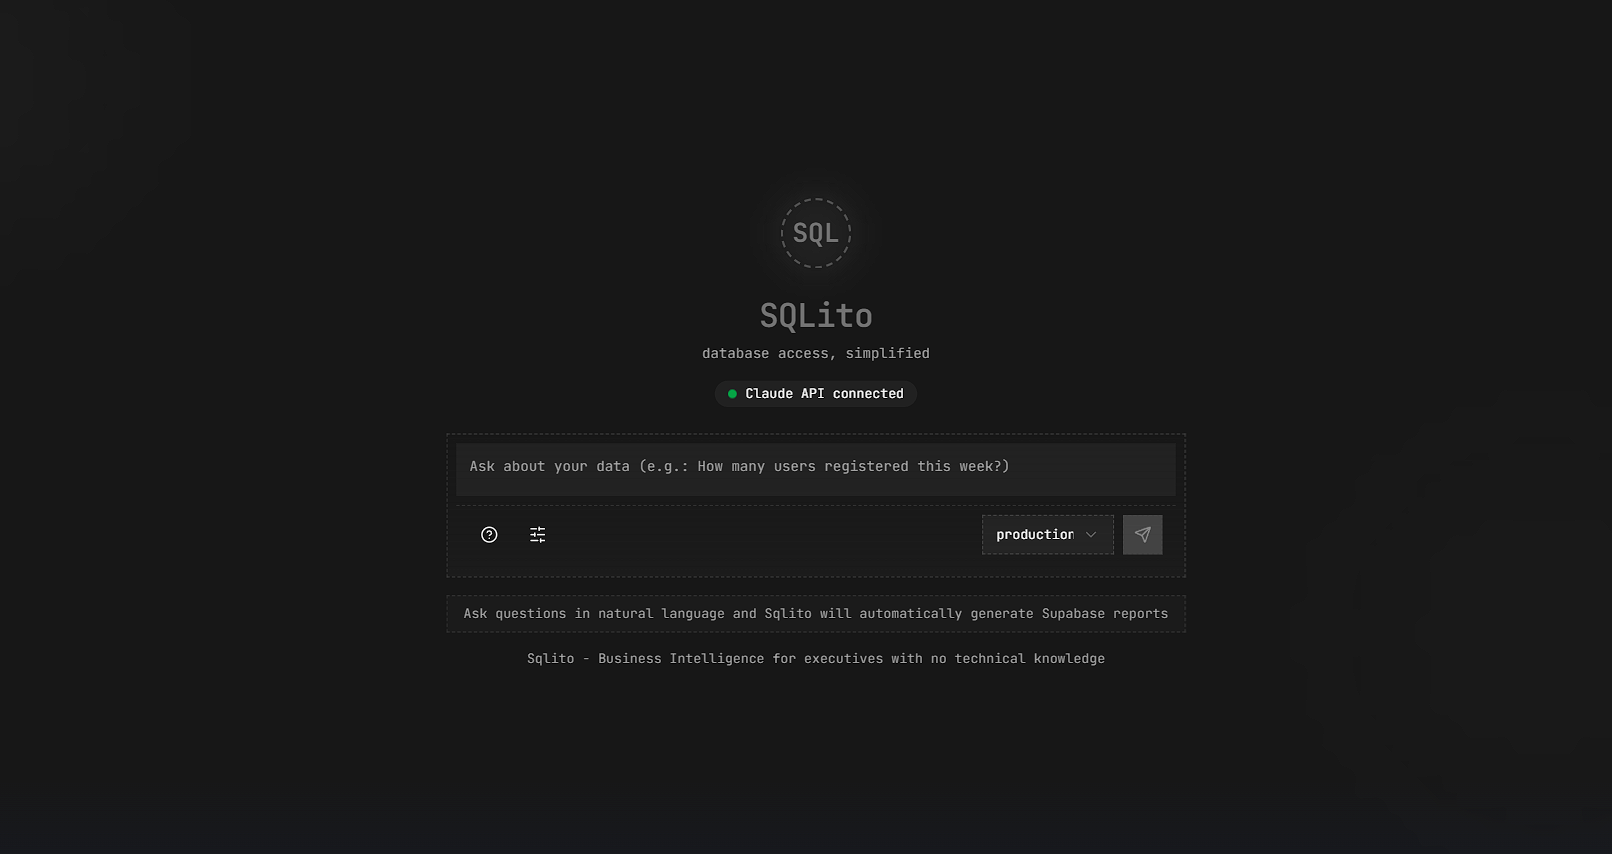 SQL
SQLito
database access, simplified
Claude API connected
Ask about your data (e.g.: How many users registered this week?)
production
Ask questions in natural language and Sqlito will automatically generate Supabase reports
Sqlito - Business Intelligence for executives with no technical knowledge